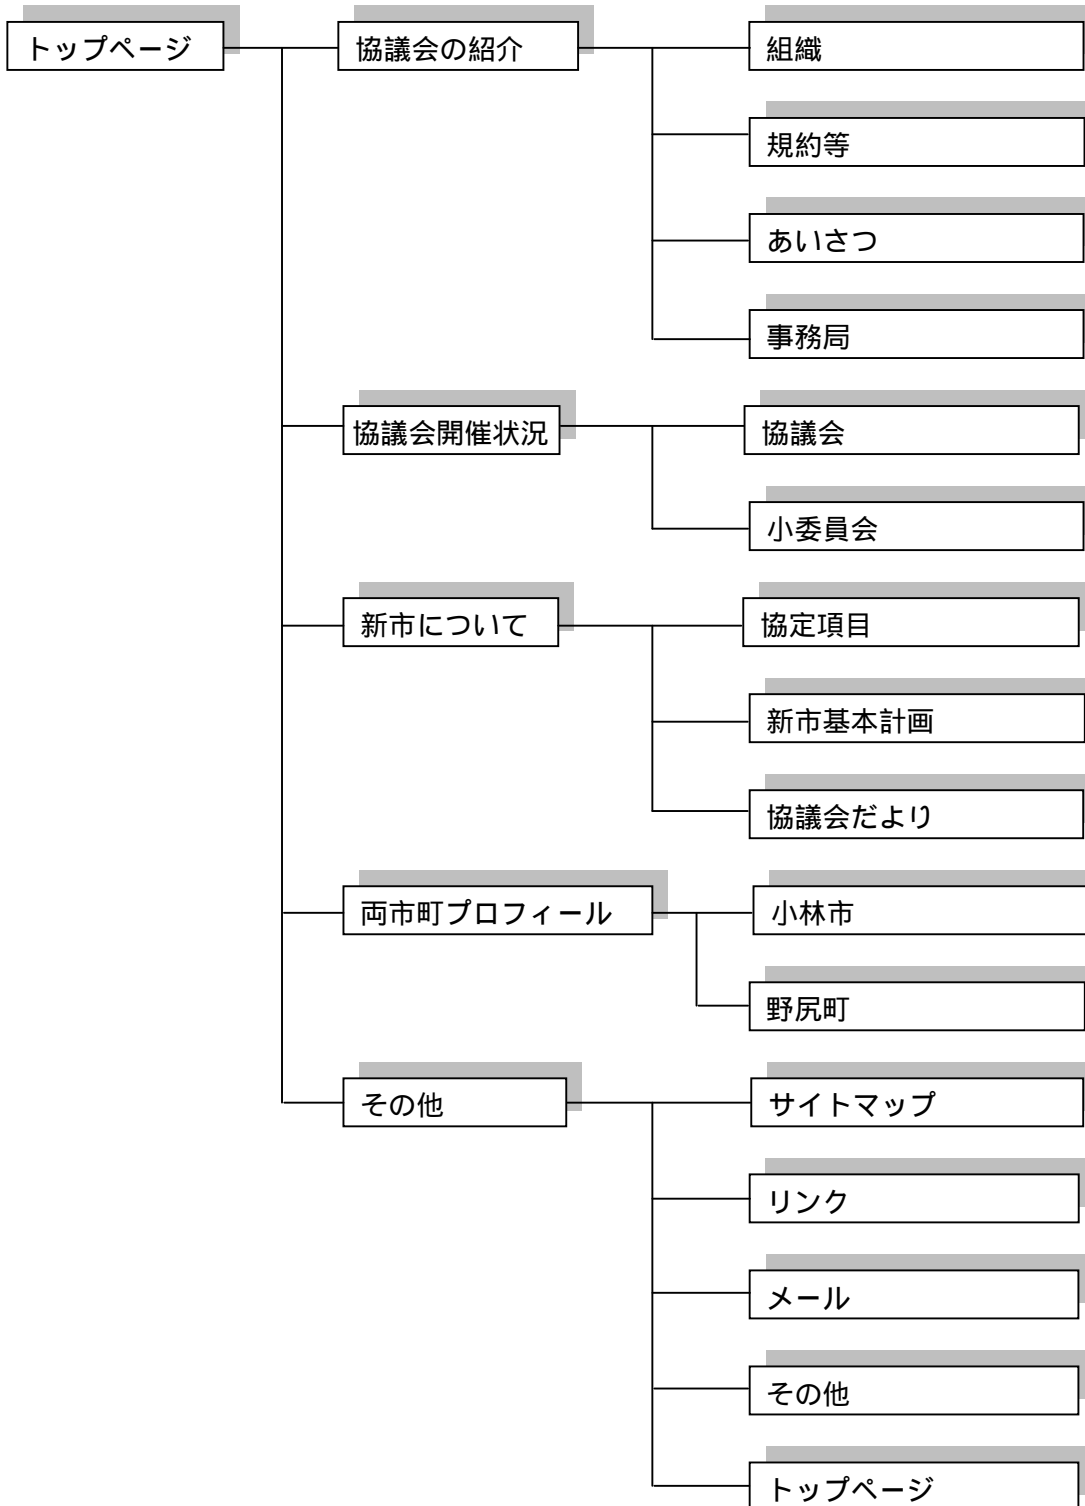 トップページ
協議会の紹介
組織
規約等
あいさつ
事務局
協議会開催状況
協議会
小委員会
新市について
協定項目
新市基本計画
協議会だより
両市町プロフィール
小林市
野尻町
その他
サイトマップ
リンク
メール
その他
トップページ